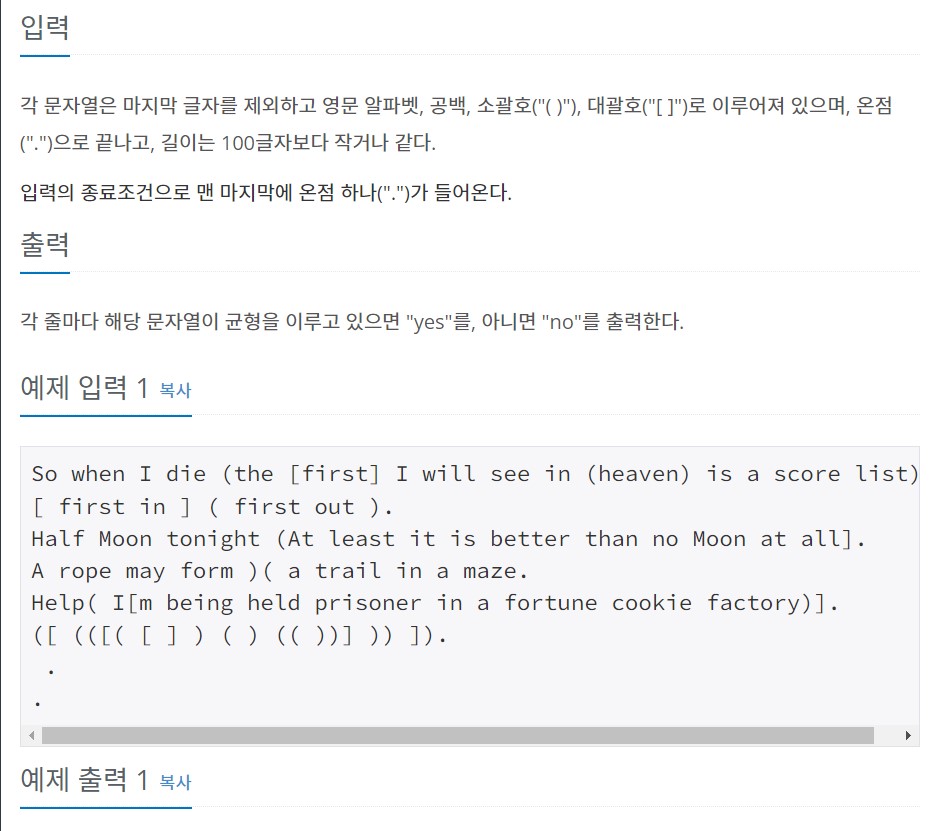 입력
각 문자열은 마지막 글자를 제외하고 영문 알파벳, 공백, 소괄호("( )"), 대괄호("[ ]")로 이루어져 있으며, 온점
(".")으로 끝나고, 길이는 100글자보다 작거나 같다.
입력의 종료조건으로 맨 마지막에 온점 하나(".")가 들어온다.
출력
각 줄마다 해당 문자열이 균형을 이루고 있으면 "yes"를, 아니면 "no"를 출력한다.
예제 입력 1 복사
So when I die (the [first] I will see in (heaven) is a score list)
[ first in ] ( first out ).
Half Moon tonight (At least it is better than no Moon at all].
A rope may form )( a trail in a maze.
Help( I[m being held prisoner in a fortune cookie factory)].
([ (([( [ ] ) ( ) (( ))] )) ]).
 .
.
예제 출력 1 복사